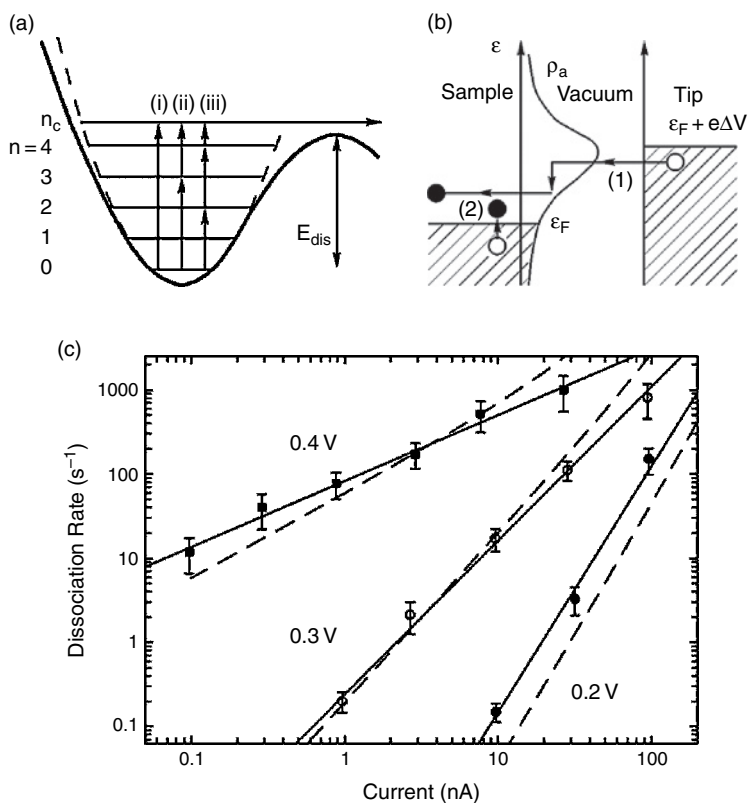 (a)
(i) (ii) (iii)
n_c
n = 4
3
2
1
0
E_dis
(b)
ε
ρ_a
Sample
Vacuum
Tip
ε_F + eΔV
(1)
(2)
ε_F
(c)
Dissociation Rate (s⁻¹)
1000
100
10
1
0.1
0.4 V
0.3 V
0.2 V
0.1 1 10 100
Current (nA)